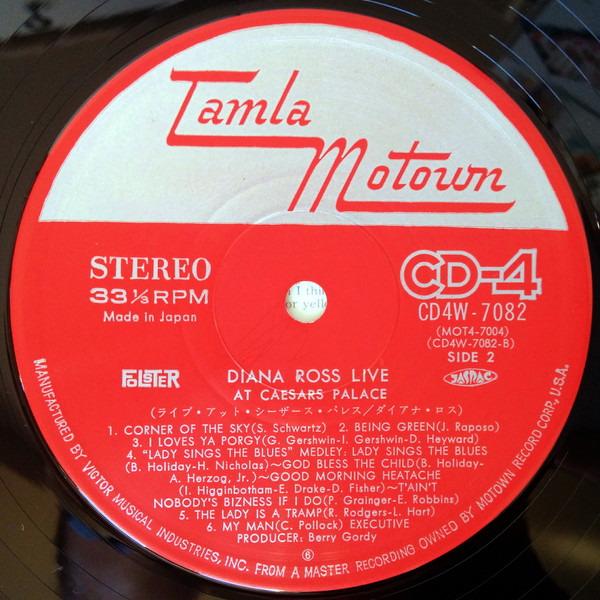 Tamla
Motown
STEREO
33⅓RPM
Made in Japan
CD-4
CD4W-7082
(MOT4-7004)
(CD4W-7082-B)
SIDE 2
FOLSTER
JASRAC
DIANA ROSS LIVE
AT CAESARS PALACE
(ライブ・アット・シーザース・パレス/ダイアナ・ロス)
1. CORNER OF THE SKY(S. Schwartz) 2. BEING GREEN(J. Raposo)
3. I LOVES YA PORGY(G. Gershwin-I. Gershwin-D. Heyward)
4. "LADY SINGS THE BLUES" MEDLEY: LADY SINGS THE BLUES
(B. Holiday-H. Nicholas)~GOD BLESS THE CHILD(B. Holiday-
A. Herzog, Jr.)~GOOD MORNING HEATACHE
(I. Higginbotham-E. Drake-D. Fisher)~T'AIN'T
NOBODY'S BIZNESS IF I DO(P. Grainger-E. Robbins)
5. THE LADY IS A TRAMP(R. Rodgers-L. Hart)
6. MY MAN(C. Pollock) EXECUTIVE
PRODUCER: Berry Gordy
⑥
MANUFACTURED BY VICTOR MUSICAL INDUSTRIES, INC. FROM A MASTER RECORDING OWNED BY MOTOWN RECORD CORP., U.S.A.
I thi
or yelle